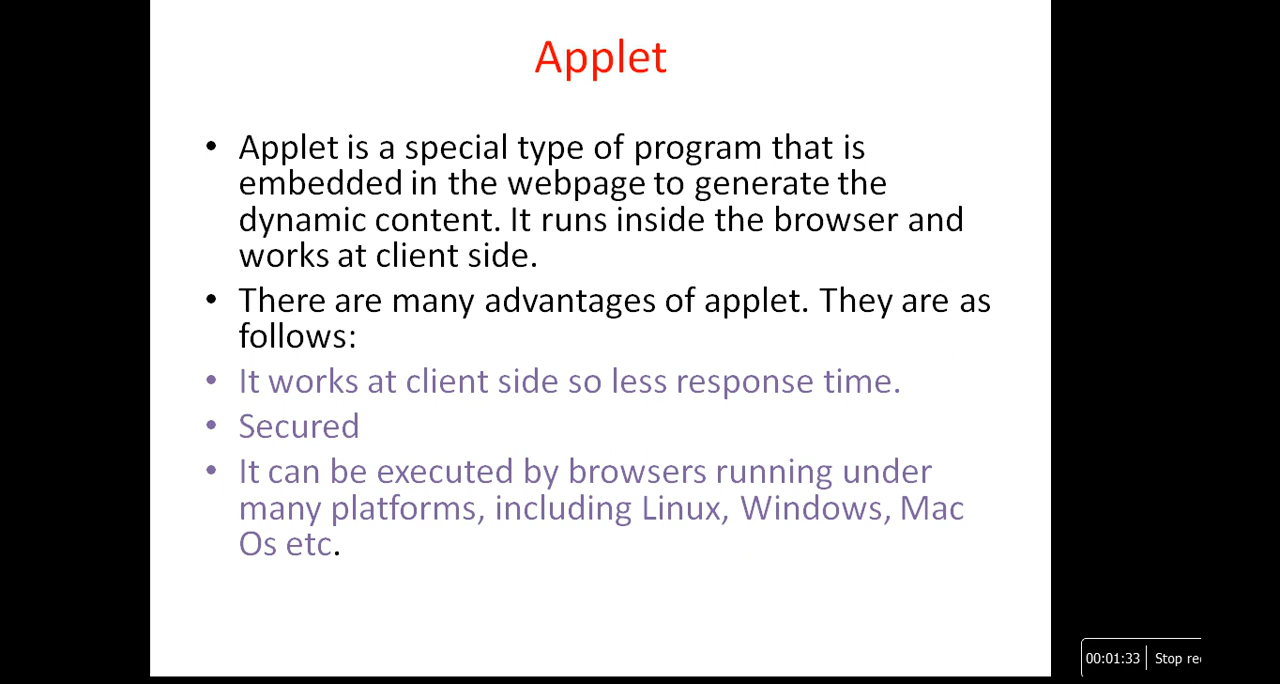 Applet
• Applet is a special type of program that is
embedded in the webpage to generate the
dynamic content. It runs inside the browser and
works at client side.
• There are many advantages of applet. They are as
follows:
• It works at client side so less response time.
• Secured
• It can be executed by browsers running under
many platforms, including Linux, Windows, Mac
Os etc.
00:01:33 Stop